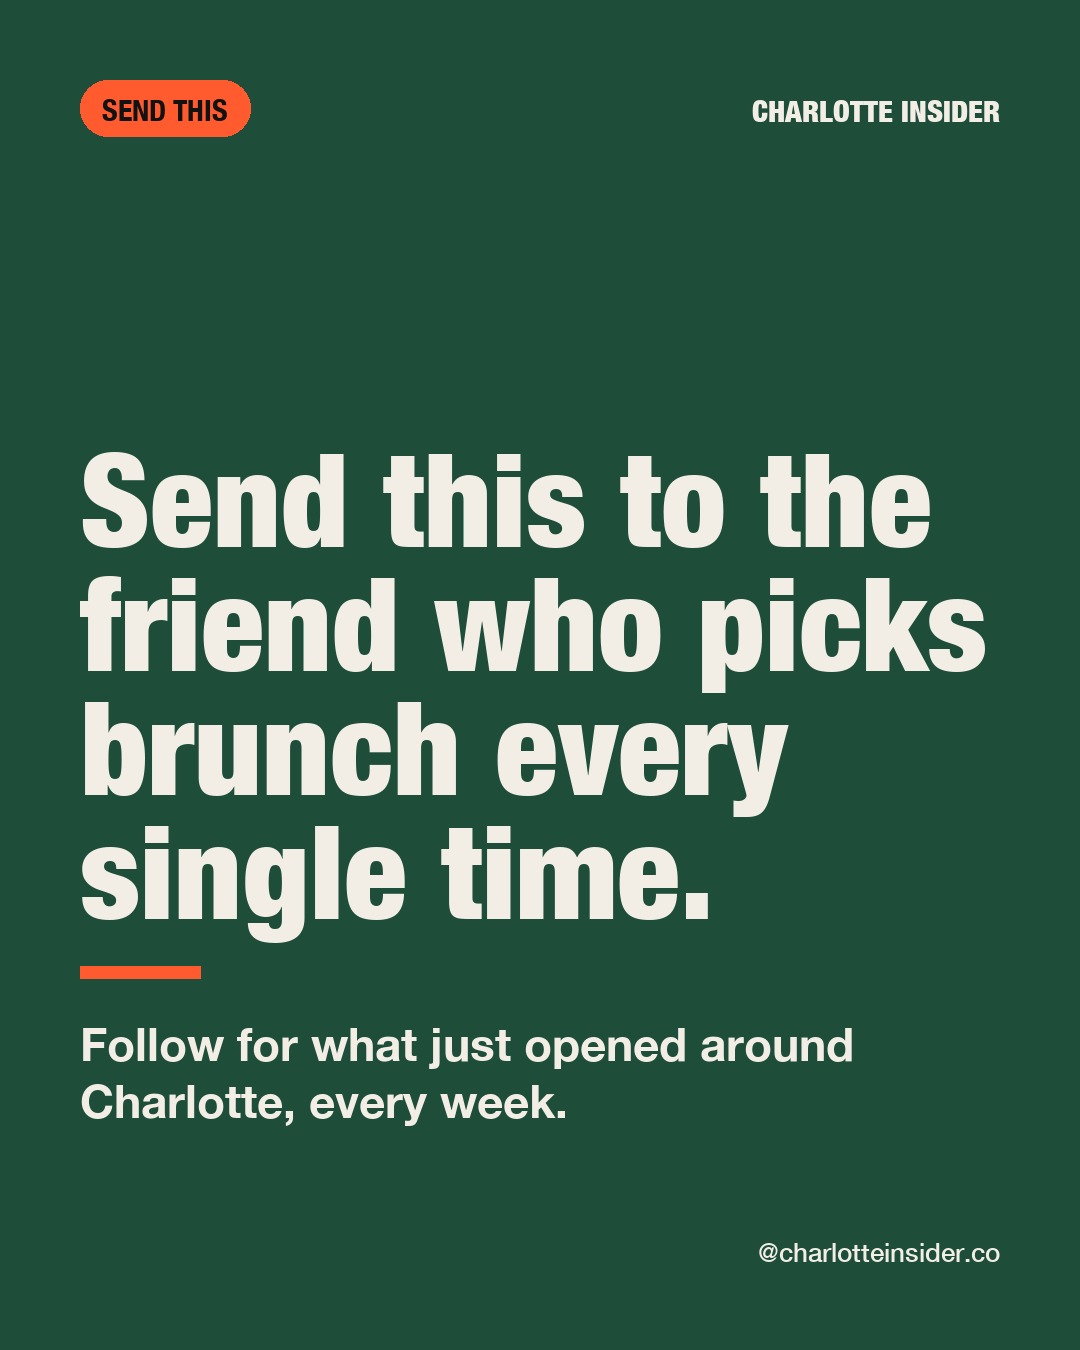 SEND THIS
CHARLOTTE INSIDER
Send this to the
friend who picks
brunch every
single time.
Follow for what just opened around
Charlotte, every week.
@charlotteinsider.co